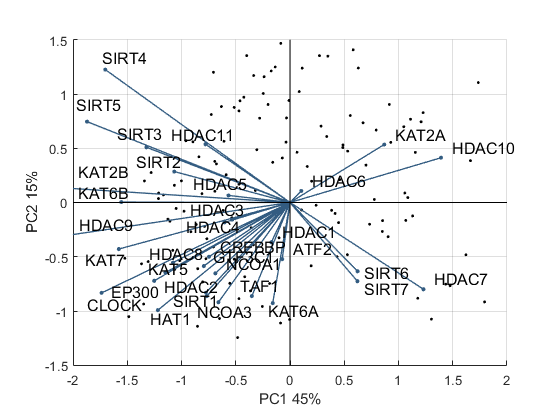 1.5
SIRT4
1
SIRT5
SIRT3
HDAC11
KAT2A
0.5
HDAC10
SIRT2
KAT2B
HDAC5
HDAC6
KAT6B
0
HDAC3
HDAC9
HDAC4
HDAC1
CREBBP
ATF2
HDAC8
KAT7
-0.5
KAT5
NCOA1
SIRT6
HDAC7
SIRT7
TAF1
HDAC2
EP300
SIRT1
CLOCK
-1
NCOA3
KAT6A
HAT1
-1.5
-2
-1.5
-1
-0.5
0
0.5
1
1.5
2
PC1 45%
PC2 15%